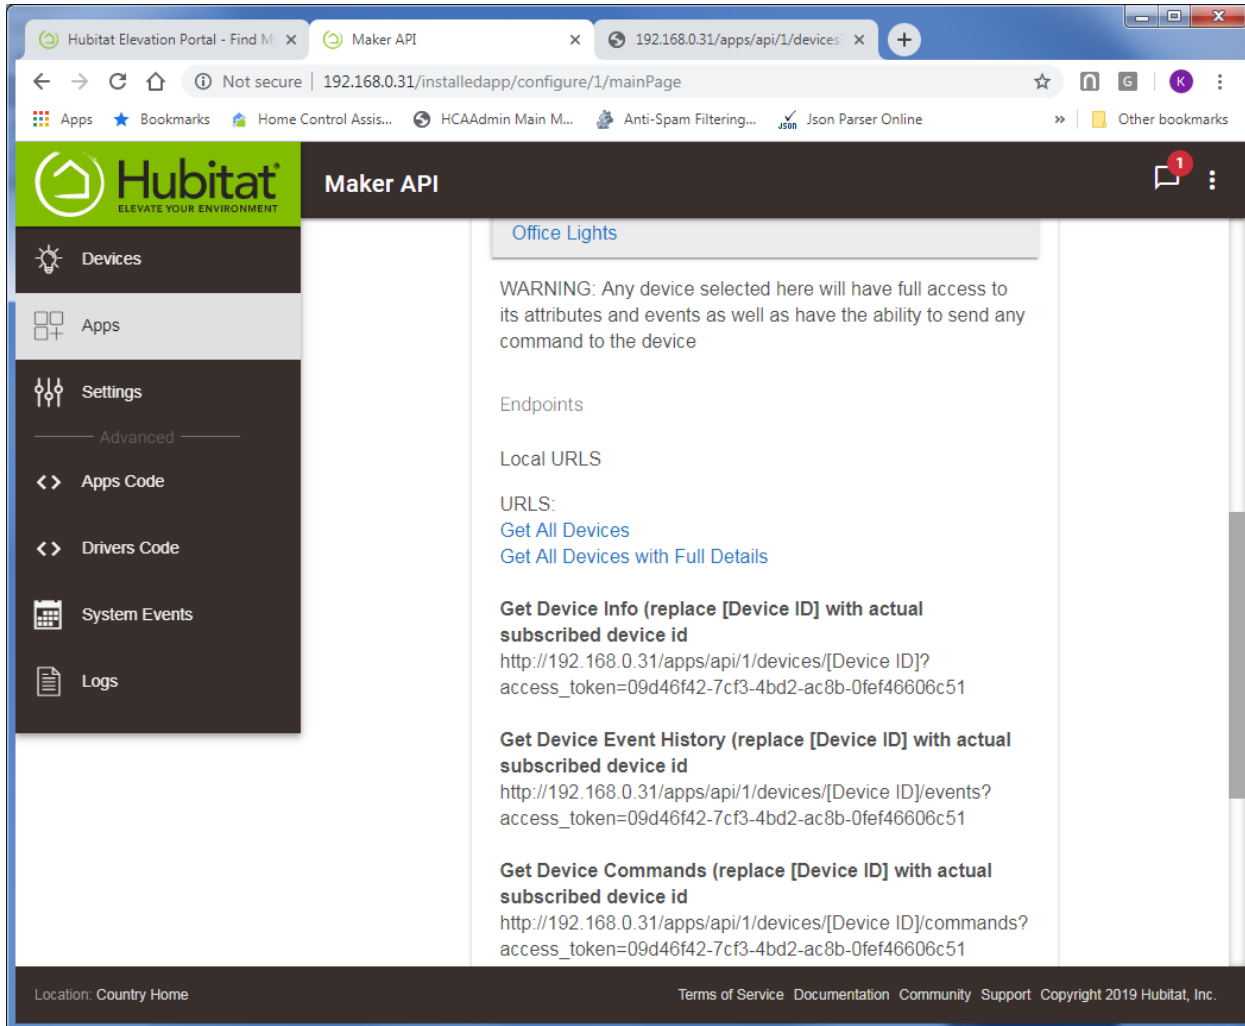 Hubitat Elevation Portal - Find M
Maker API
192.168.0.31/apps/api/1/devices?
Not secure | 192.168.0.31/installedapp/configure/1/mainPage
G
K
Apps
Bookmarks
Home Control Assis...
HCAAdmin Main M...
Anti-Spam Filtering...
Json
Json Parser Online
»
Other bookmarks
Hubitat®
ELEVATE YOUR ENVIRONMENT
Maker API
1
Devices
Apps
Settings
Advanced
Apps Code
Drivers Code
System Events
Logs
Office Lights
WARNING: Any device selected here will have full access to
its attributes and events as well as have the ability to send any
command to the device
Endpoints
Local URLS
URLS:
Get All Devices
Get All Devices with Full Details
Get Device Info (replace [Device ID] with actual
subscribed device id
http://192.168.0.31/apps/api/1/devices/[Device ID]?
access_token=09d46f42-7cf3-4bd2-ac8b-0fef46606c51
Get Device Event History (replace [Device ID] with actual
subscribed device id
http://192.168.0.31/apps/api/1/devices/[Device ID]/events?
access_token=09d46f42-7cf3-4bd2-ac8b-0fef46606c51
Get Device Commands (replace [Device ID] with actual
subscribed device id
http://192.168.0.31/apps/api/1/devices/[Device ID]/commands?
access_token=09d46f42-7cf3-4bd2-ac8b-0fef46606c51
Location: Country Home
Terms of Service Documentation Community Support Copyright 2019 Hubitat, Inc.